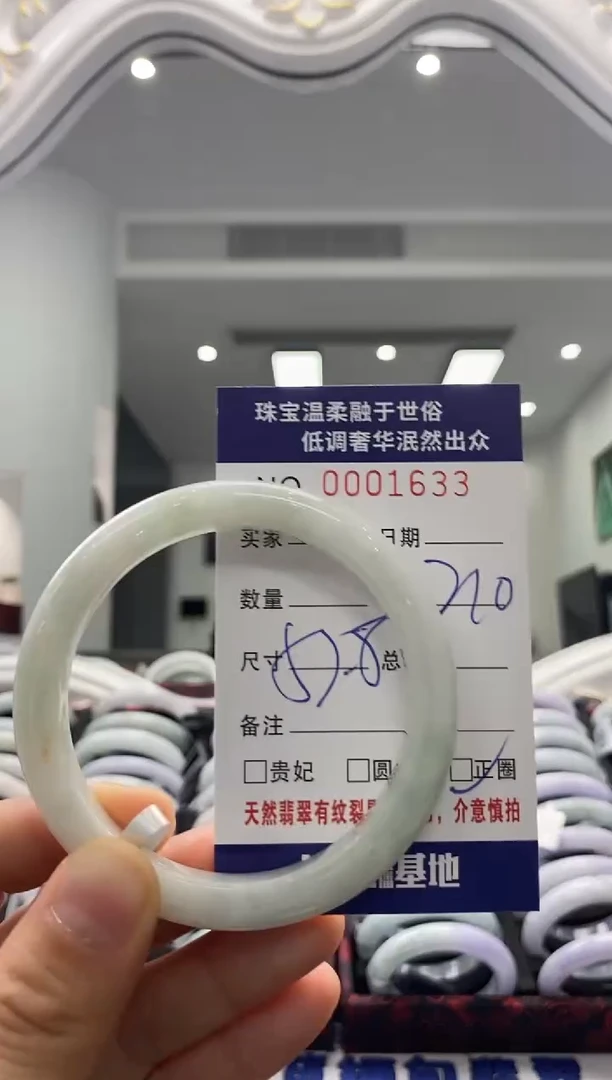 珠宝温柔融于世俗
低调奢华泯然出众
NO 0001633
买家 日期
数量 210
尺寸 57.8 总
备注
贵妃 圆 正圈
天然翡翠有纹裂 ，介意慎拍
基地